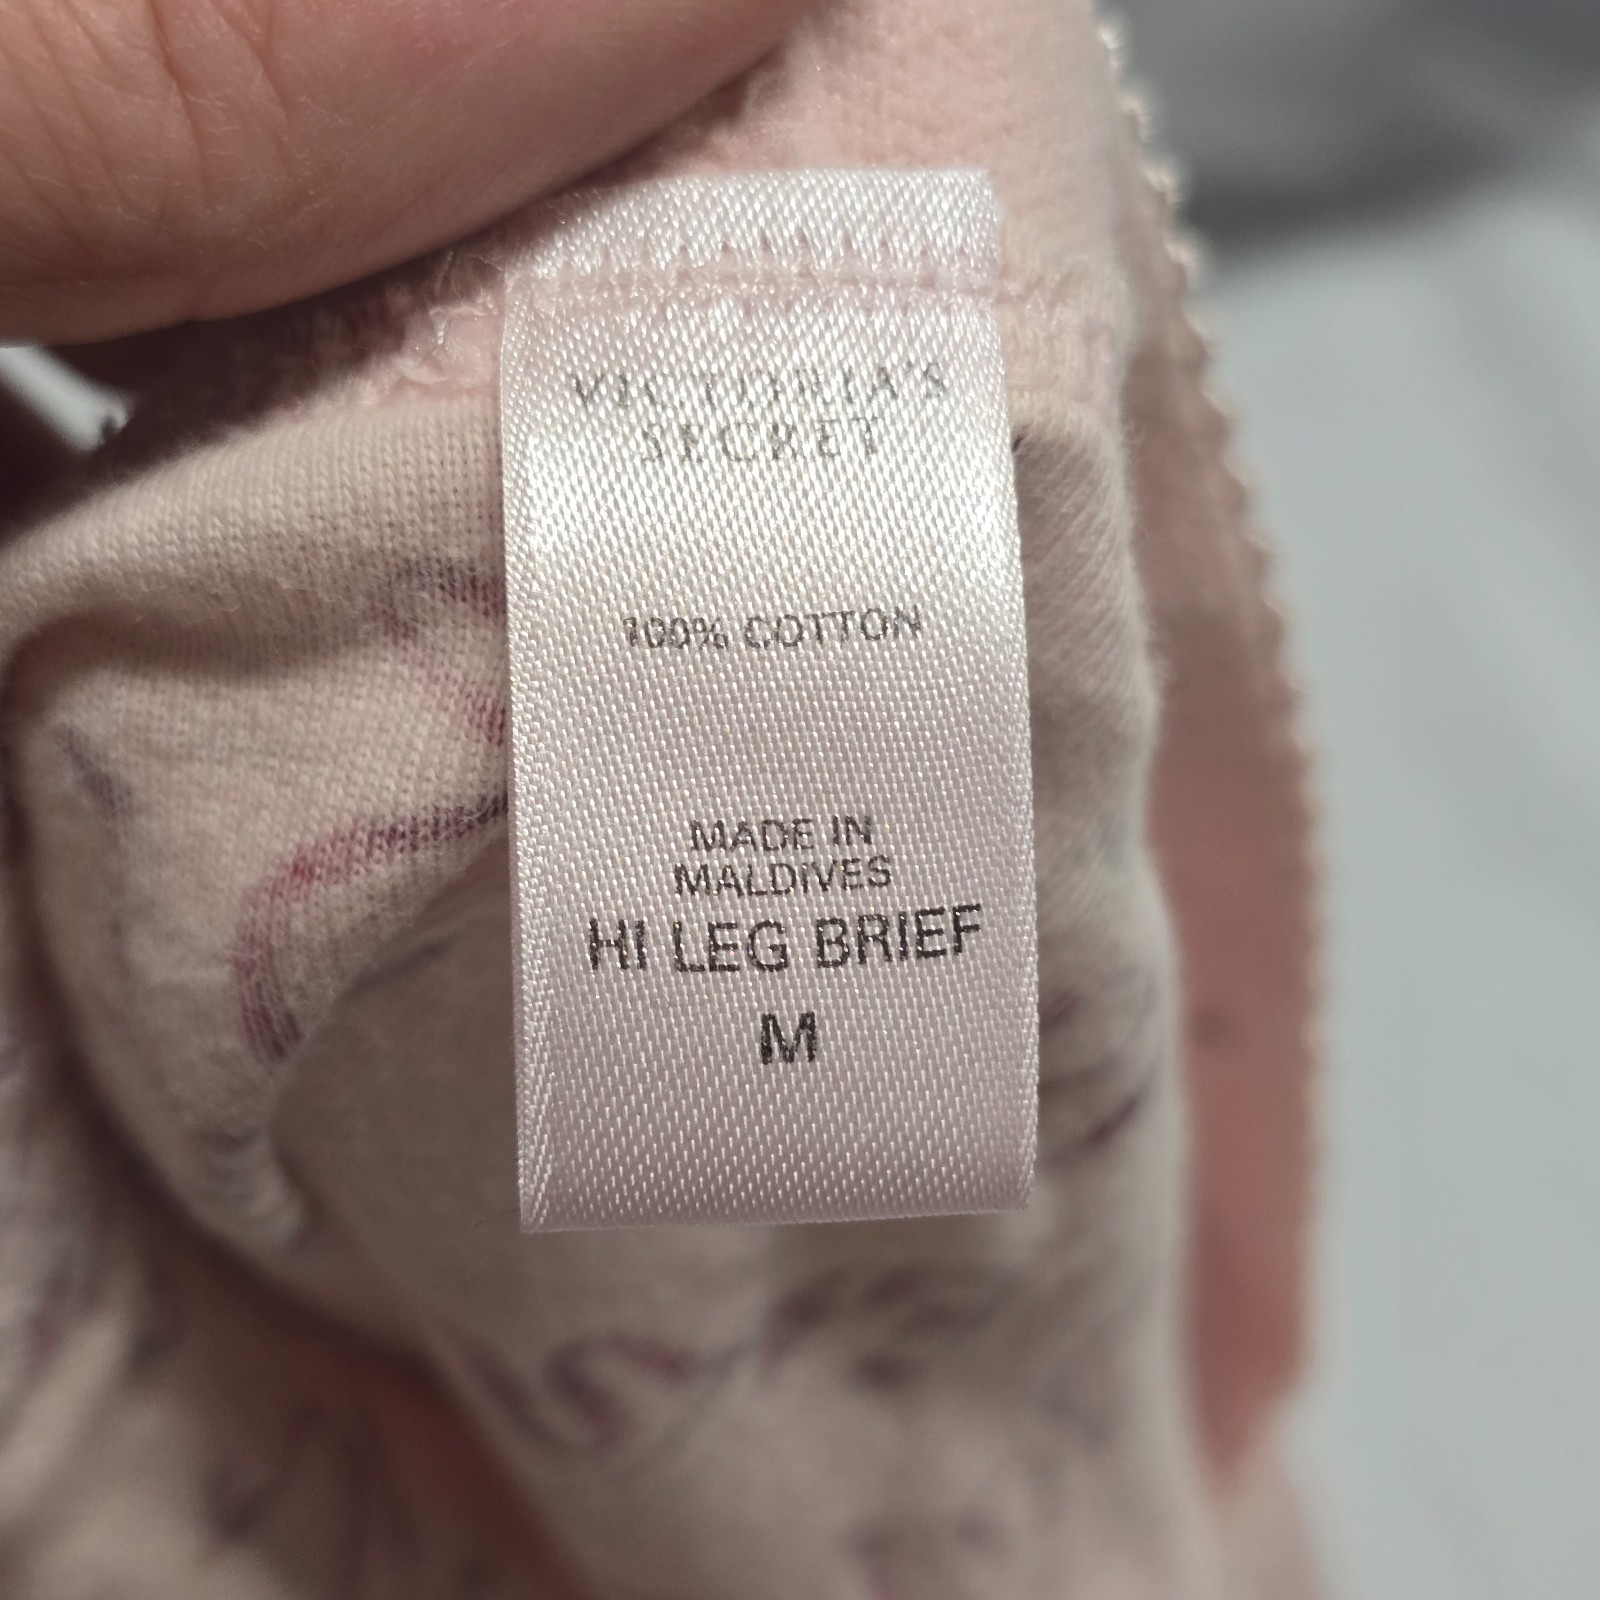 VICTORIA'S
SECRET
100% COTTON
MADE IN
MALDIVES
HI LEG BRIEF
M